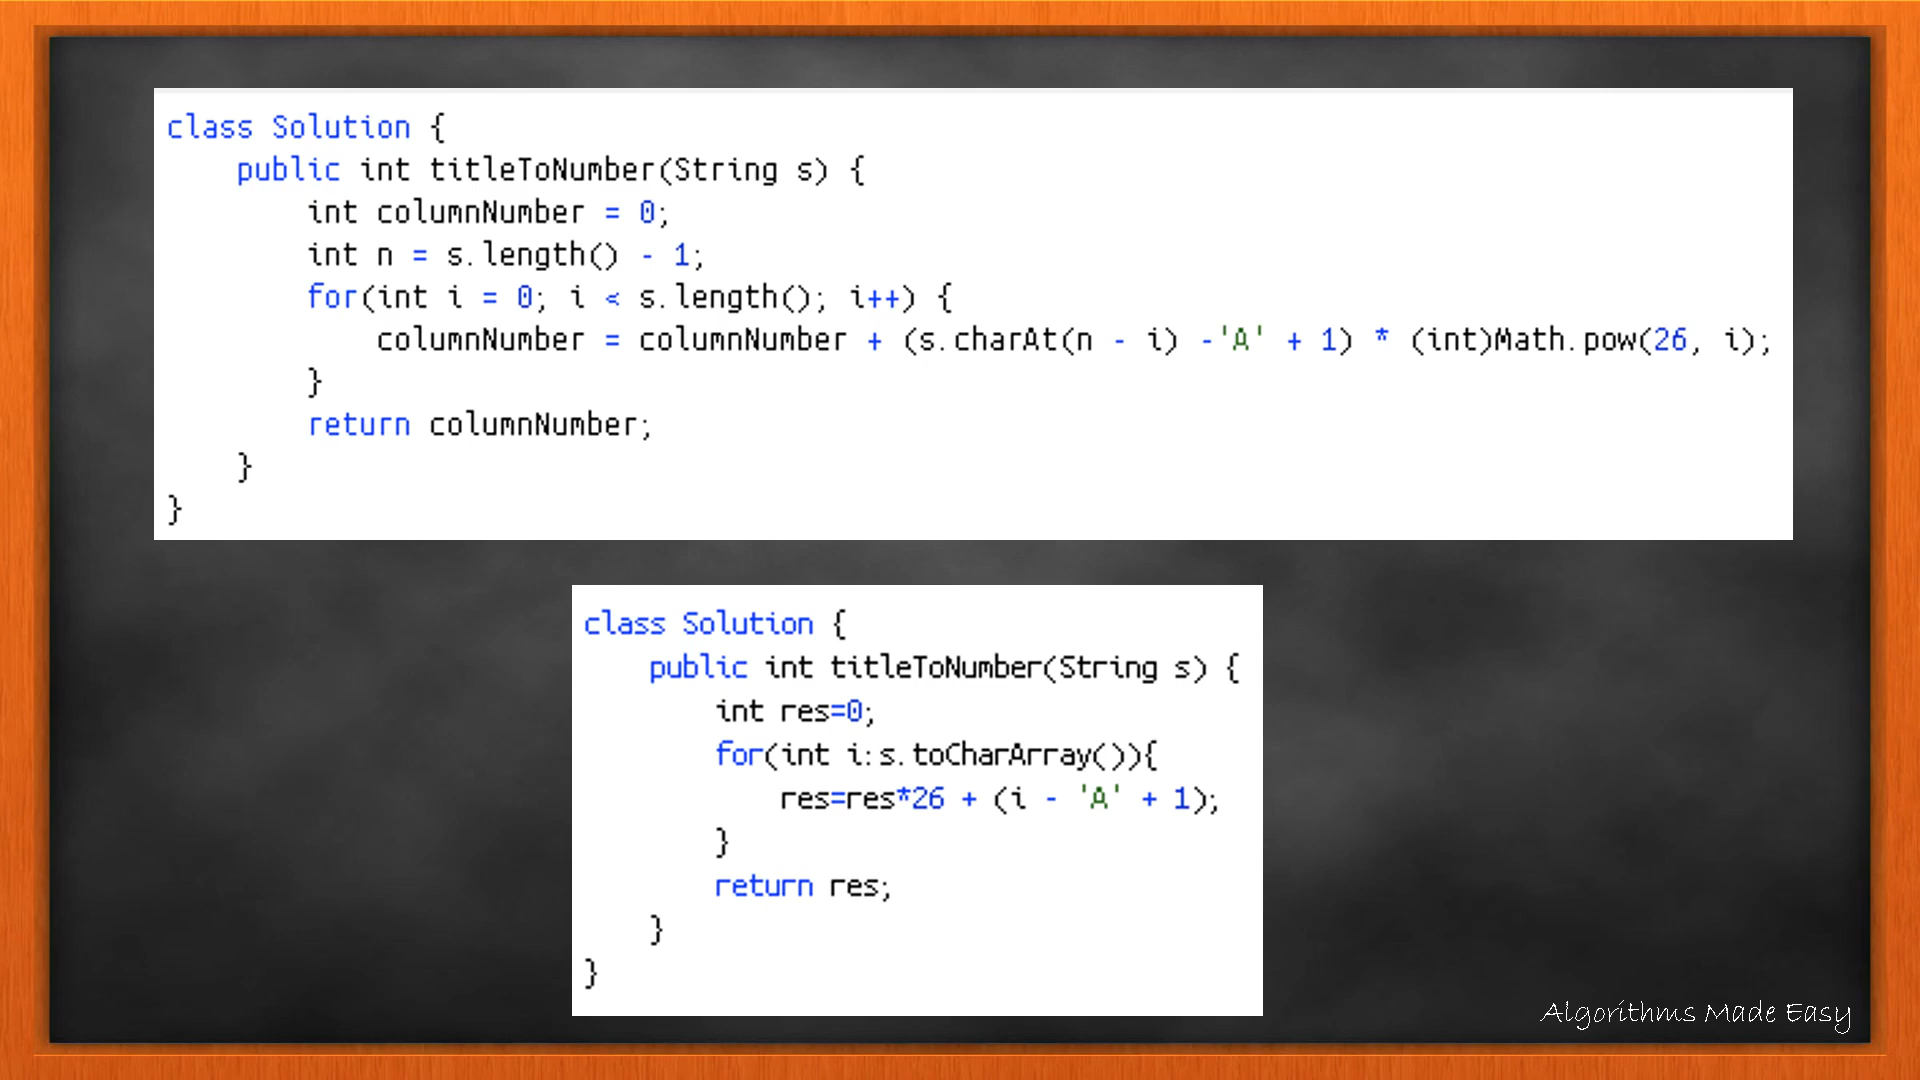 class Solution {
    public int titleToNumber(String s) {
        int columnNumber = 0;
        int n = s.length() - 1;
        for(int i = 0; i < s.length(); i++) {
            columnNumber = columnNumber + (s.charAt(n - i) -'A' + 1) * (int)Math.pow(26, i);
        }
        return columnNumber;
    }
}
class Solution {
    public int titleToNumber(String s) {
        int res=0;
        for(int i:s.toCharArray()){
            res=res*26 + (i - 'A' + 1);
        }
        return res;
    }
}
Algorithms Made Easy